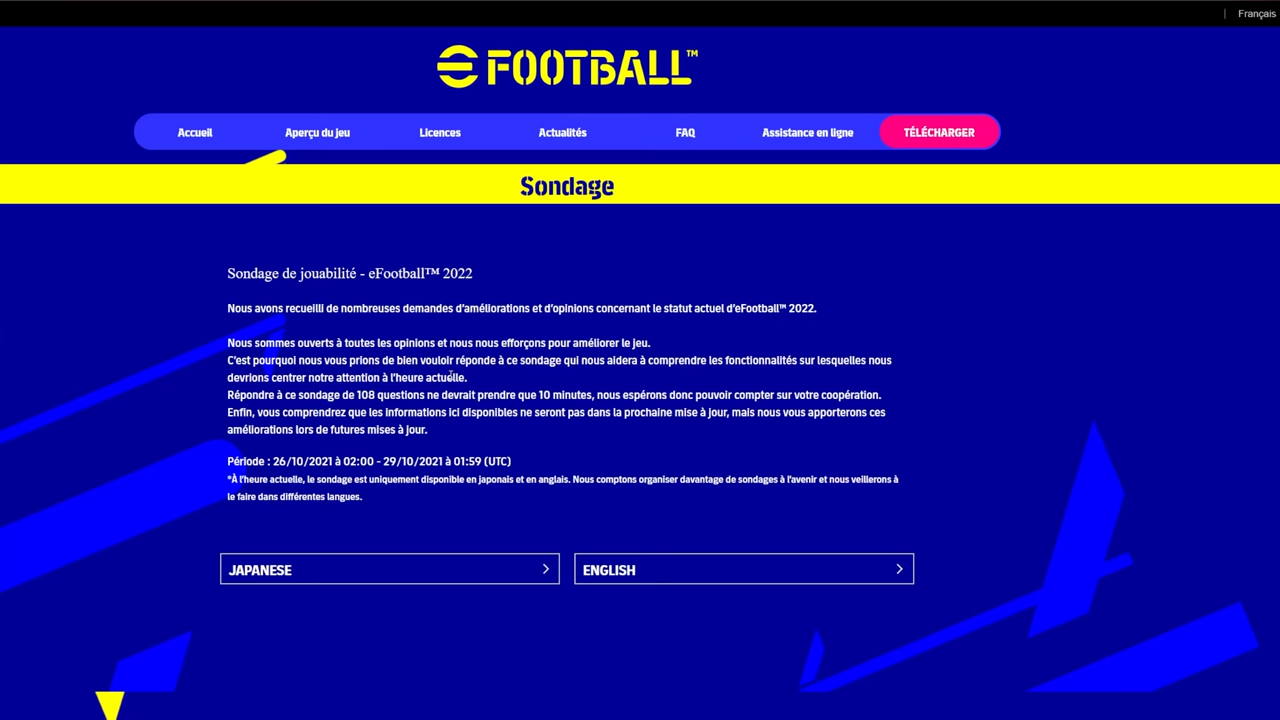 Français
FOOTBALL™
Accueil
Aperçu du jeu
Licences
Actualités
FAQ
Assistance en ligne
TÉLÉCHARGER
Sondage
Sondage de jouabilité - eFootball™ 2022
Nous avons recueilli de nombreuses demandes d'améliorations et d'opinions concernant le statut actuel d'eFootball™ 2022.
Nous sommes ouverts à toutes les opinions et nous nous efforçons pour améliorer le jeu.
C'est pourquoi nous vous prions de bien vouloir réponde à ce sondage qui nous aidera à comprendre les fonctionnalités sur lesquelles nous
devrions centrer notre attention à l'heure actuelle.
Répondre à ce sondage de 108 questions ne devrait prendre que 10 minutes, nous espérons donc pouvoir compter sur votre coopération.
Enfin, vous comprendrez que les informations ici disponibles ne seront pas dans la prochaine mise à jour, mais nous vous apporterons ces
améliorations lors de futures mises à jour.
Période : 26/10/2021 à 02:00 - 29/10/2021 à 01:59 (UTC)
*À l'heure actuelle, le sondage est uniquement disponible en japonais et en anglais. Nous comptons organiser davantage de sondages à l'avenir et nous veillerons à
le faire dans différentes langues.
JAPANESE
ENGLISH